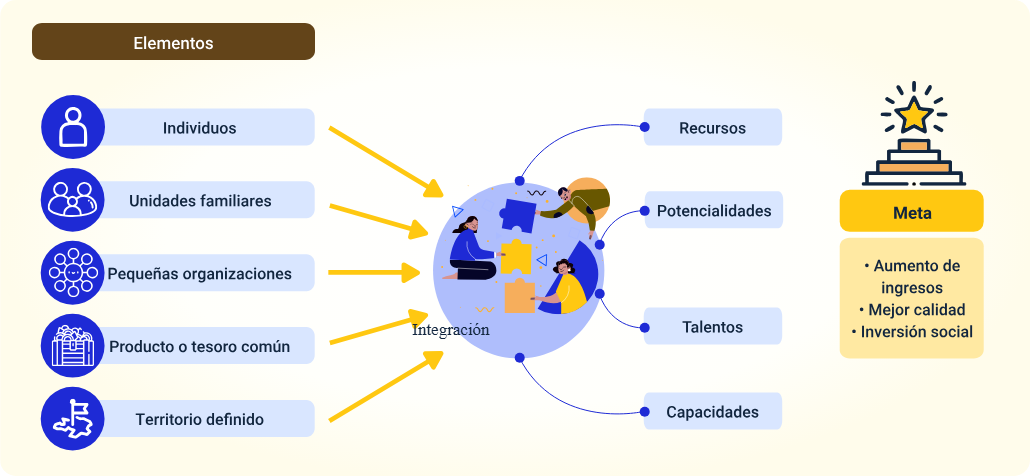 Elementos
Individuos
Unidades familiares
Pequeñas organizaciones
Producto o tesoro común
Territorio definido
Integración
Recursos
Potencialidades
Talentos
Capacidades
Meta
• Aumento de
ingresos
• Mejor calidad
• Inversión social